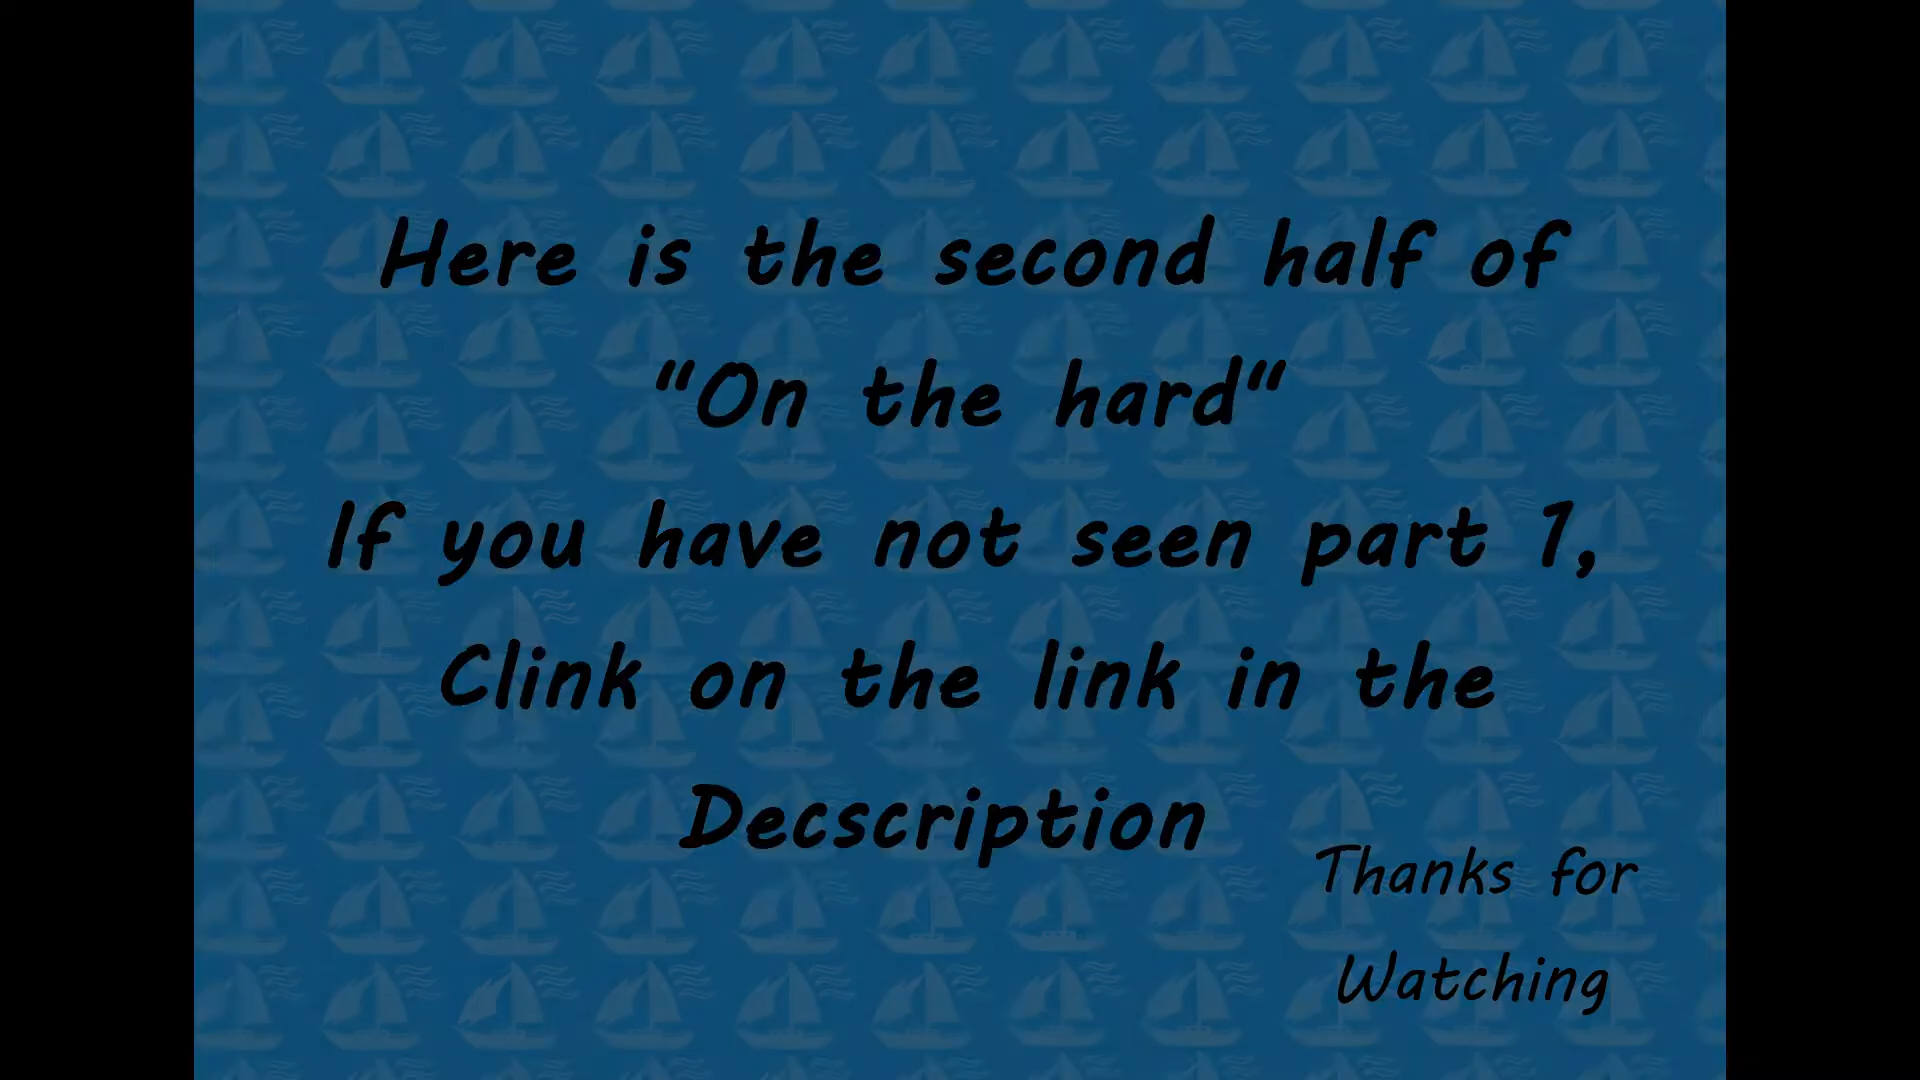 Here is the second half of
"On the hard"
If you have not seen part 1,
Clink on the link in the
Decscription
Thanks for
Watching